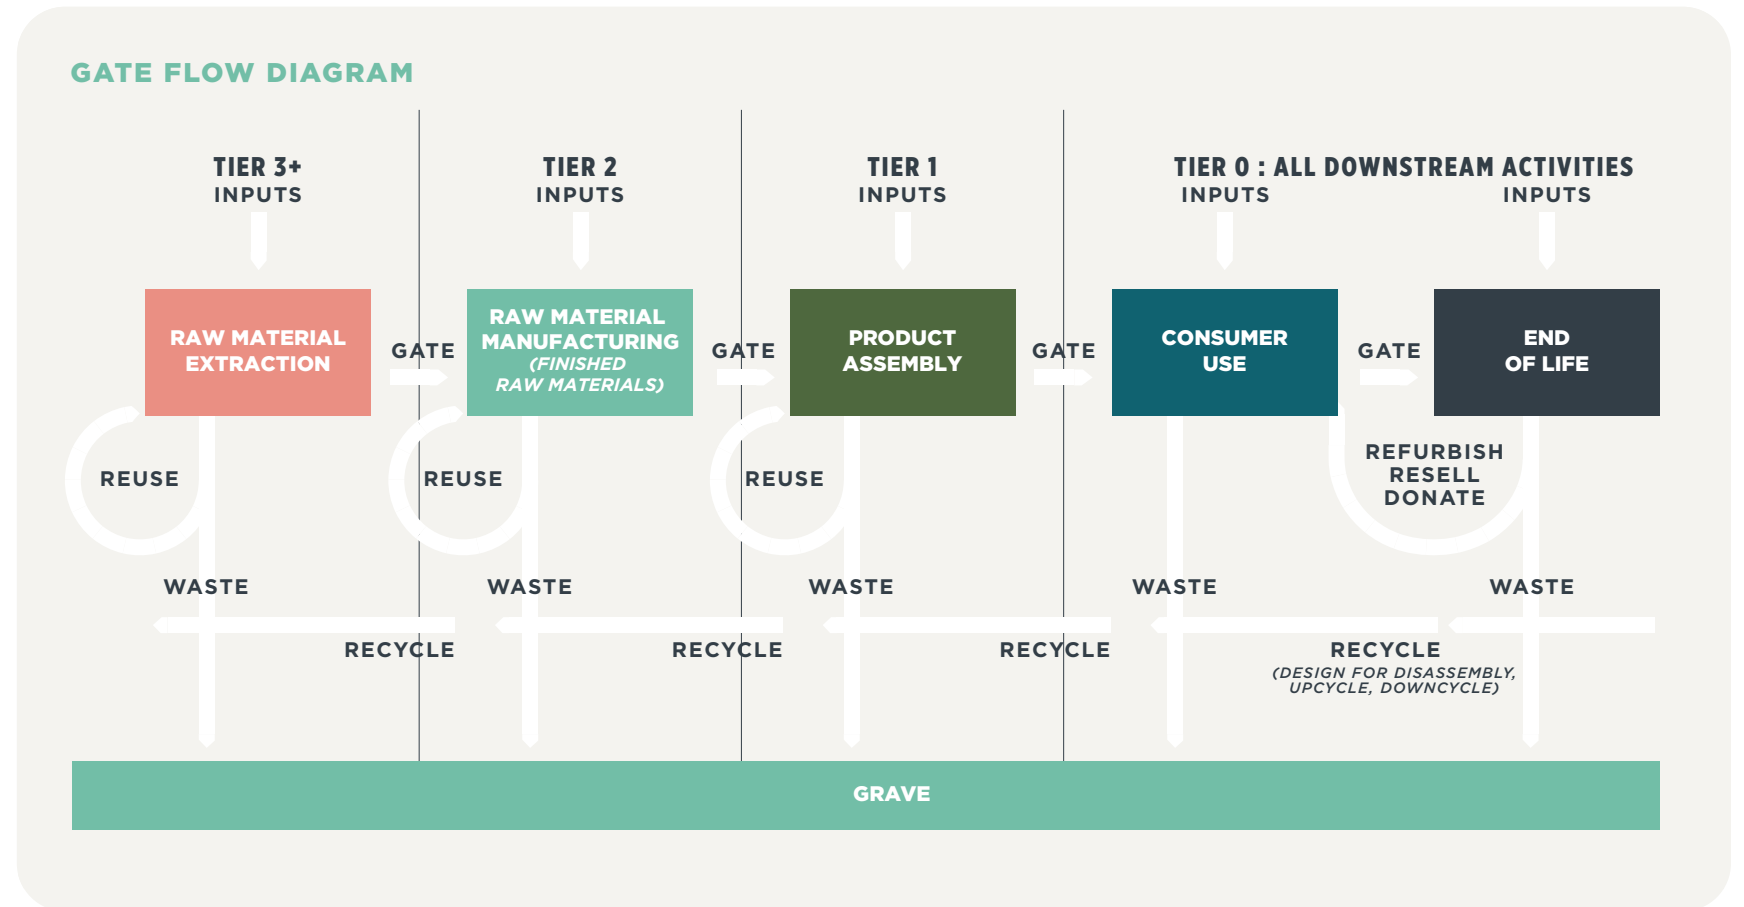 GATE FLOW DIAGRAM
TIER 3+
INPUTS
TIER 2
INPUTS
TIER 1
INPUTS
TIER 0 : ALL DOWNSTREAM ACTIVITIES
INPUTS
INPUTS
RAW MATERIAL
EXTRACTION
GATE
RAW MATERIAL
MANUFACTURING
(FINISHED
RAW MATERIALS)
GATE
PRODUCT
ASSEMBLY
GATE
CONSUMER
USE
GATE
END
OF LIFE
REUSE
REUSE
REUSE
REFURBISH
RESELL
DONATE
WASTE
WASTE
WASTE
WASTE
WASTE
RECYCLE
RECYCLE
RECYCLE
RECYCLE
(DESIGN FOR DISASSEMBLY,
UPCYCLE, DOWNCYCLE)
GRAVE